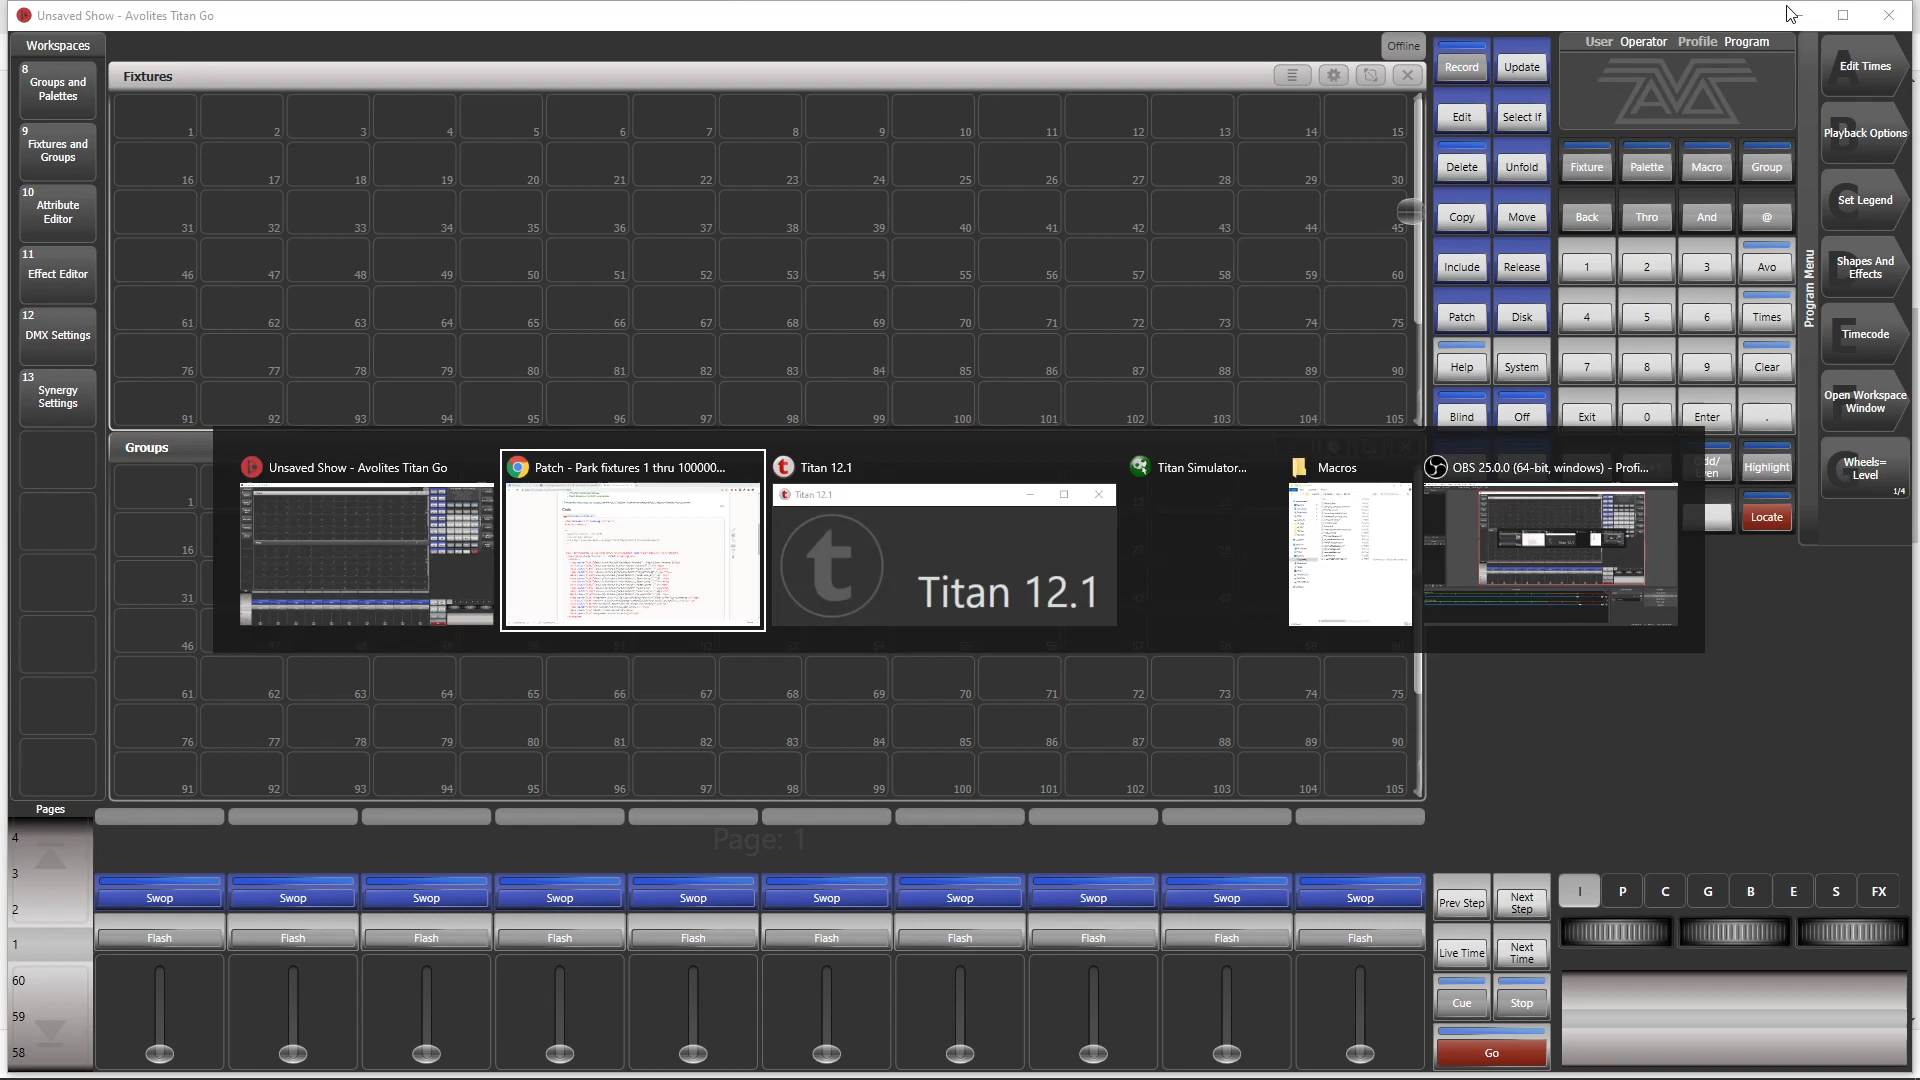 Unsaved Show - Avolites Titan Go
Workspaces
8
Groups and
Palettes
9
Fixtures and
Groups
10
Attribute
Editor
11
Effect Editor
12
DMX Settings
13
Synergy
Settings
Offline
Fixtures
1 2 3 4 5 6 7 8 9 10 11 12 13 14 15
16 17 18 19 20 21 22 23 24 25 26 27 28 29 30
31 32 33 34 35 36 37 38 39 40 41 42 43 44 45
46 47 48 49 50 51 52 53 54 55 56 57 58 59 60
61 62 63 64 65 66 67 68 69 70 71 72 73 74 75
76 77 78 79 80 81 82 83 84 85 86 87 88 89 90
91 92 93 94 95 96 97 98 99 100 101 102 103 104 105
Groups
1
16
31
46
61 62 63 64 65 66 67 68 69 70 71 72 73 74 75
76 77 78 79 80 81 82 83 84 85 86 87 88 89 90
91 92 93 94 95 96 97 98 99 100 101 102 103 104 105
Unsaved Show - Avolites Titan Go
Patch - Park fixtures 1 thru 100000...
Titan 12.1
Titan 12.1
Titan 12.1
Titan Simulator...
Macros
OBS 25.0.0 (64-bit, windows) - Profi...
Record Update
Edit Select If
Delete Unfold
Copy Move
Include Release
Patch Disk
Help System
Blind Off
User Operator Profile Program
Fixture Palette Macro Group
Back Thro And @
1 2 3 Avo
4 5 6 Times
7 8 9 Clear
Exit 0 Enter .
Highlight
Locate
Program Menu
A
Edit Times
B
Playback Options
C
Set Legend
D
Shapes And
Effects
E
Timecode
Open Workspace
Window
G
Wheels=
Level
1/4
Pages
4
3
2
1
60
59
58
Page: 1
Swop Swop Swop Swop Swop Swop Swop Swop Swop Swop
Flash Flash Flash Flash Flash Flash Flash Flash Flash Flash
Prev Step
Next
Step
Live Time
Next
Time
Cue Stop
Go
I P C G B E S FX